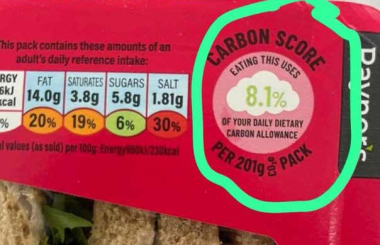 This pack contains these amounts of an
adult's daily reference intake:
FAT SATURATES SUGARS SALT
14.0g 3.8g 5.8g 1.81g
20% 19% 6% 30%
values (as sold) per 100g:
CARBON SCORE
EATING THIS USES
8.1%
OF YOUR DAILY DIETARY
CARBON ALLOWANCE
PER 201g CO₂e PACK